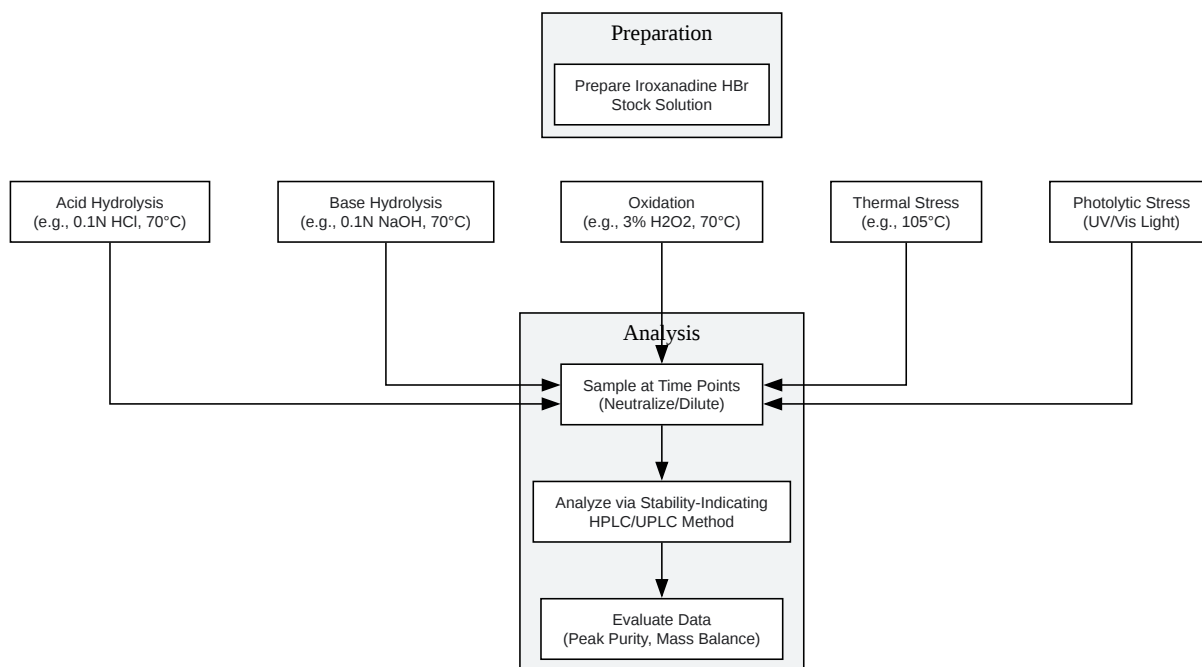 Preparation
Prepare Iroxanadine HBr
Stock Solution
Acid Hydrolysis
(e.g., 0.1N HCl, 70°C)
Base Hydrolysis
(e.g., 0.1N NaOH, 70°C)
Oxidation
(e.g., 3% H2O2, 70°C)
Thermal Stress
(e.g., 105°C)
Photolytic Stress
(UV/Vis Light)
Analysis
Sample at Time Points
(Neutralize/Dilute)
Analyze via Stability-Indicating
HPLC/UPLC Method
Evaluate Data
(Peak Purity, Mass Balance)